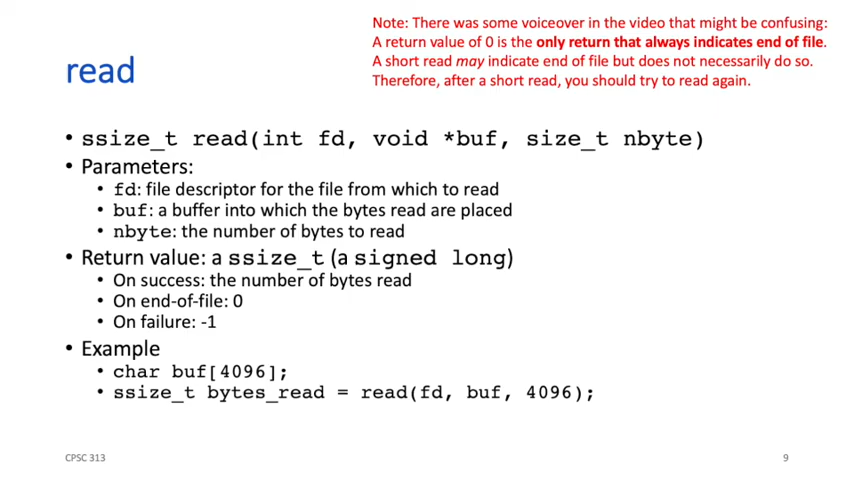 Note: There was some voiceover in the video that might be confusing:
A return value of 0 is the only return that always indicates end of file.
A short read may indicate end of file but does not necessarily do so.
Therefore, after a short read, you should try to read again.
read
• ssize_t read(int fd, void *buf, size_t nbyte)
• Parameters:
• fd: file descriptor for the file from which to read
• buf: a buffer into which the bytes read are placed
• nbyte: the number of bytes to read
• Return value: a ssize_t (a signed long)
• On success: the number of bytes read
• On end-of-file: 0
• On failure: -1
• Example
• char buf[4096];
• ssize_t bytes_read = read(fd, buf, 4096);
CPSC 313
9